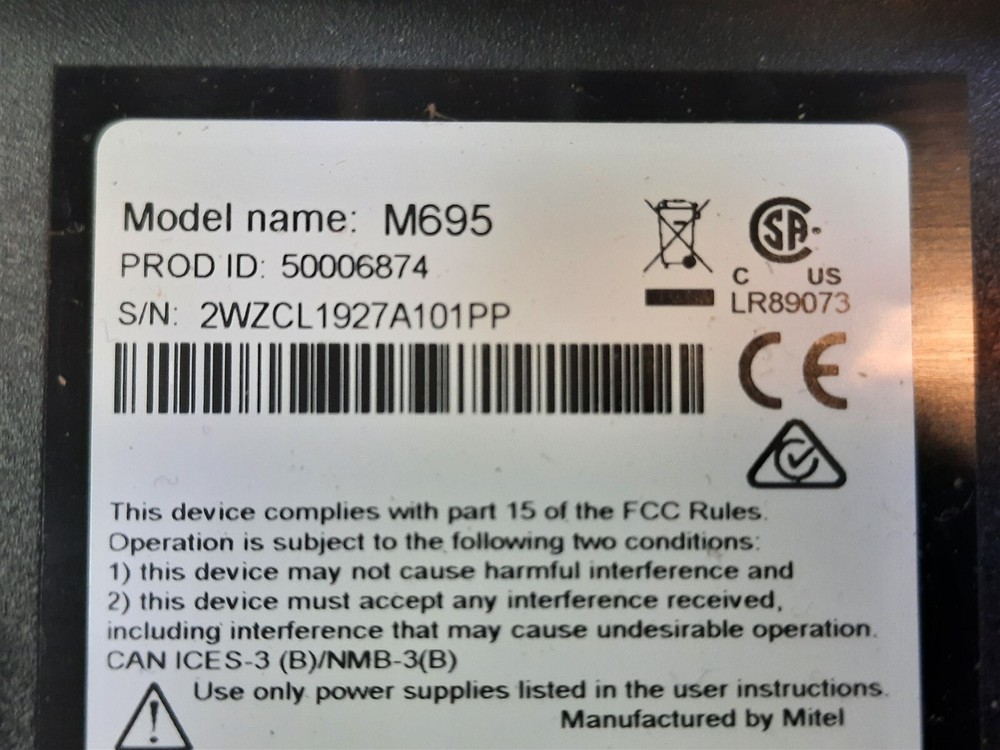 Model name: M695
PROD ID: 50006874
S/N: 2WZCL1927A101PP
SA
C US
LR89073
CE
This device complies with part 15 of the FCC Rules.
Operation is subject to the following two conditions:
1) this device may not cause harmful interference and
2) this device must accept any interference received,
including interference that may cause undesirable operation.
CAN ICES-3 (B)/NMB-3(B)
Use only power supplies listed in the user instructions.
Manufactured by Mitel